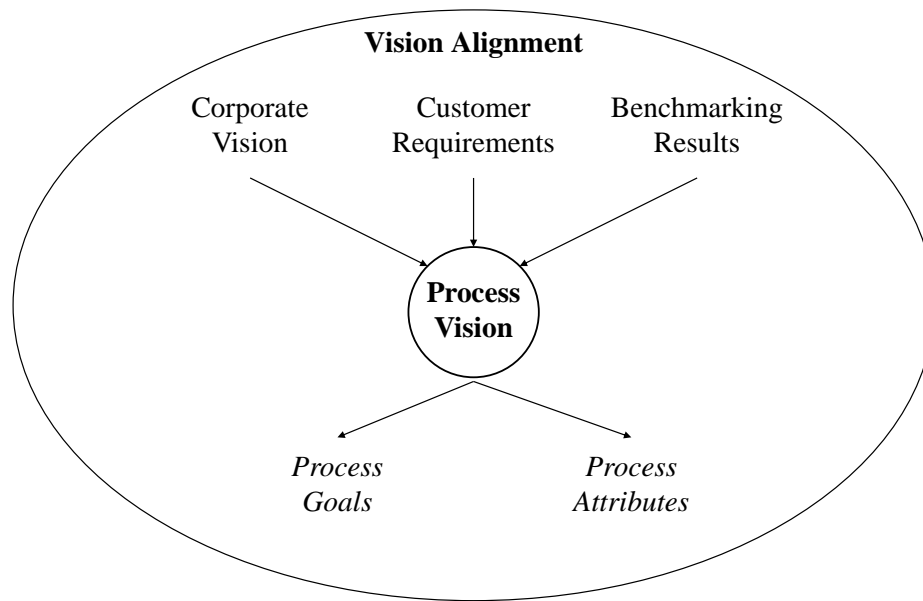 Vision Alignment
Corporate
Vision
Customer
Requirements
Benchmarking
Results
Process
Vision
Process
Goals
Process
Attributes